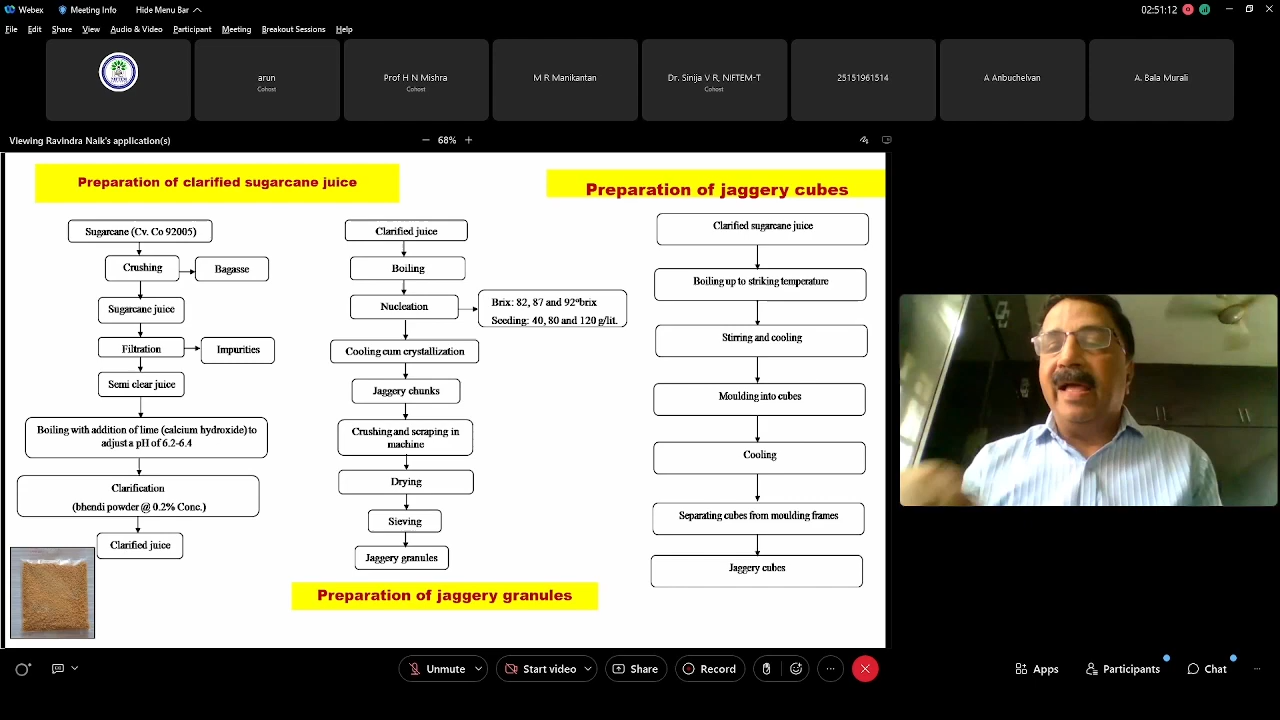 Webex
Meeting Info
Hide Menu Bar
02:51:12
File
Edit
Share
View
Audio & Video
Participant
Meeting
Breakout Sessions
Help
arun
Cohost
Prof H N Mishra
Cohost
M R Manikantan
Dr. Sinija V R, NIFTEM-T
Cohost
25151961514
A Anbuchelvan
A. Bala Murali
Viewing Ravindra Naik's application(s)
68%
Preparation of clarified sugarcane juice
Sugarcane (Cv. Co 92005)
Crushing
Bagasse
Sugarcane juice
Filtration
Impurities
Semi clear juice
Boiling with addition of lime (calcium hydroxide) to
adjust a pH of 6.2-6.4
Clarification
(bhendi powder @ 0.2% Conc.)
Clarified juice
Clarified juice
Boiling
Nucleation
Brix: 82, 87 and 92°brix
Seeding: 40, 80 and 120 g/lit.
Cooling cum crystallization
Jaggery chunks
Crushing and scraping in
machine
Drying
Sieving
Jaggery granules
Preparation of jaggery granules
Preparation of jaggery cubes
Clarified sugarcane juice
Boiling up to striking temperature
Stirring and cooling
Moulding into cubes
Cooling
Separating cubes from moulding frames
Jaggery cubes
Unmute
Start video
Share
Record
Apps
Participants
Chat